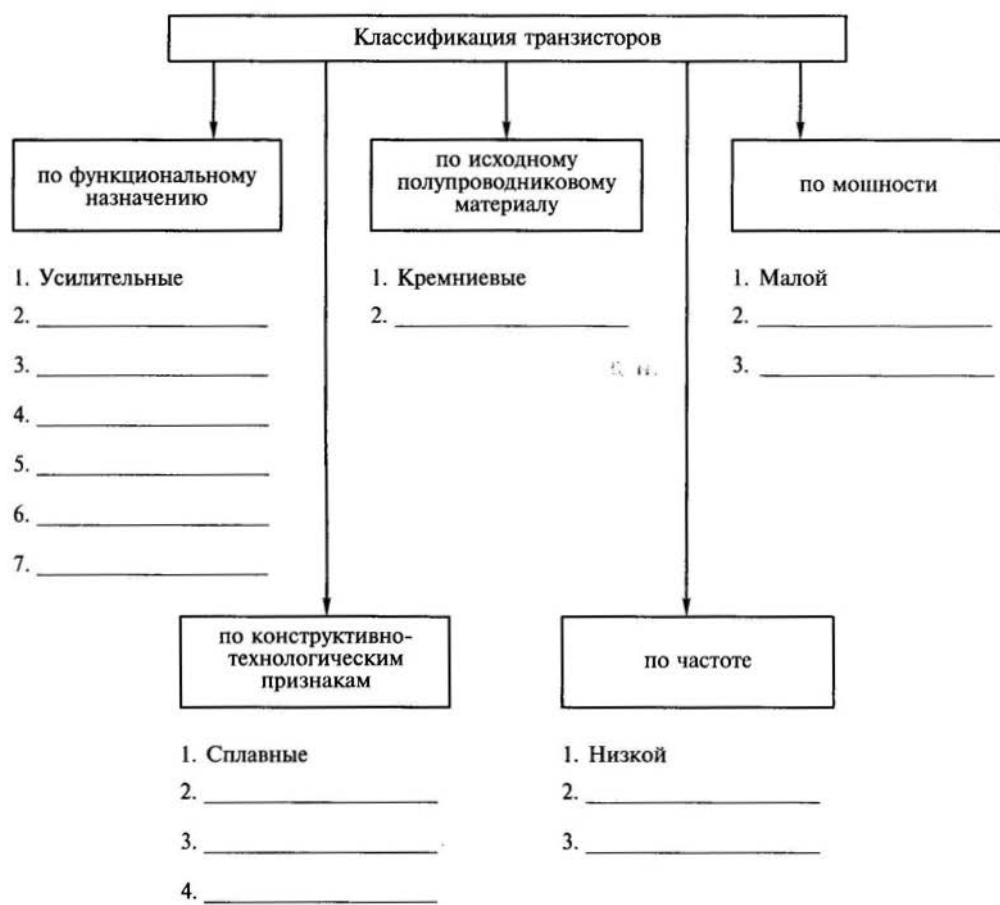 Классификация транзисторов
по функциональному
назначению
по исходному
полупроводниковому
материалу
по мошности
1. Усилительные
2.
3.
4.
5.
6.
7.
1. Кремниевые
2.
1. Малой
2.
3.
по конструктивно-
технологическим
признакам
по частоте
1. Сплавные
2.
3.
4.
1. Низкой
2.
3.